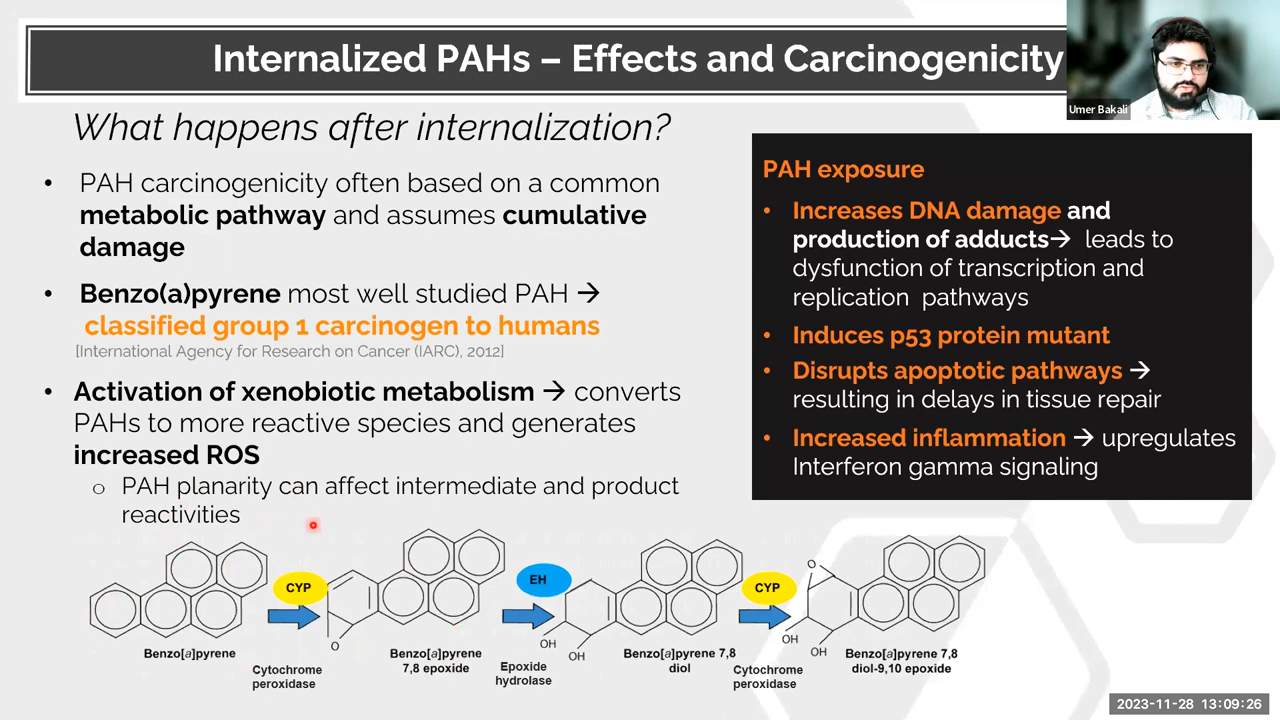 Internalized PAHs – Effects and Carcinogenicity
Umer Bakali
What happens after internalization?
• PAH carcinogenicity often based on a common
metabolic pathway and assumes cumulative
damage
• Benzo(a)pyrene most well studied PAH →
classified group 1 carcinogen to humans
[International Agency for Research on Cancer (IARC), 2012]
• Activation of xenobiotic metabolism → converts
PAHs to more reactive species and generates
increased ROS
○ PAH planarity can affect intermediate and product
reactivities
PAH exposure
• Increases DNA damage and
production of adducts→ leads to
dysfunction of transcription and
replication pathways
• Induces p53 protein mutant
• Disrupts apoptotic pathways →
resulting in delays in tissue repair
• Increased inflammation → upregulates
Interferon gamma signaling
Benzo[a]pyrene
CYP
Cytochrome
peroxidase
O
Benzo[a]pyrene
7,8 epoxide
EH
Epoxide
hydrolase
OH
OH
Benzo[a]pyrene 7,8
diol
CYP
Cytochrome
peroxidase
O
OH
OH
Benzo[a]pyrene 7,8
diol-9,10 epoxide
2023-11-28 13:09:26